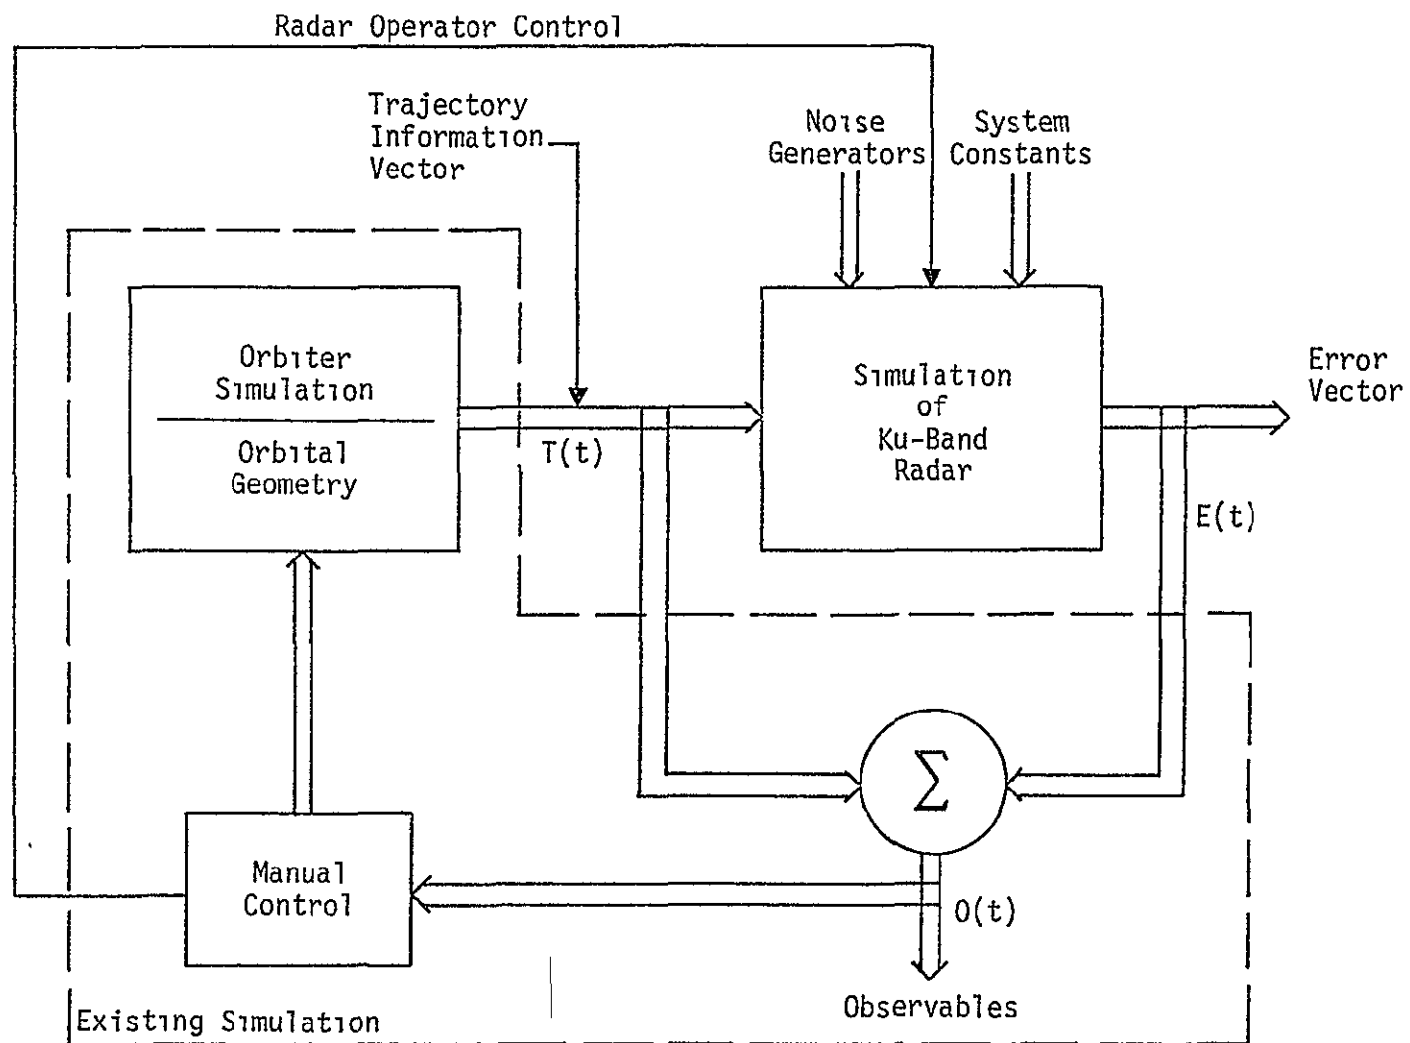 Radar Operator Control
Trajectory
Information
Vector
Noise
Generators
System
Constants
Orbiter
Simulation
Orbital
Geometry
T(t)
Simulation
of
Ku-Band
Radar
Error
Vector
E(t)
Σ
Manual
Control
O(t)
Observables
Existing Simulation